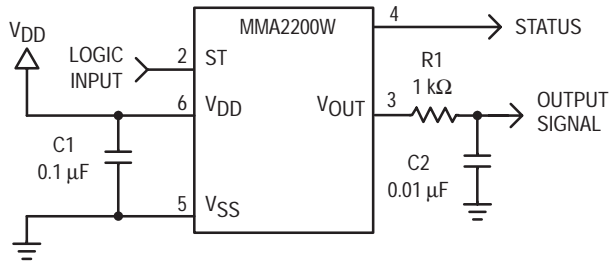 MMA2200W
4
STATUS
VDD
LOGIC
INPUT
2
ST
R1
1 kΩ
6
VDD
VOUT
3
OUTPUT
SIGNAL
C1
0.1 µF
C2
0.01 µF
5
VSS